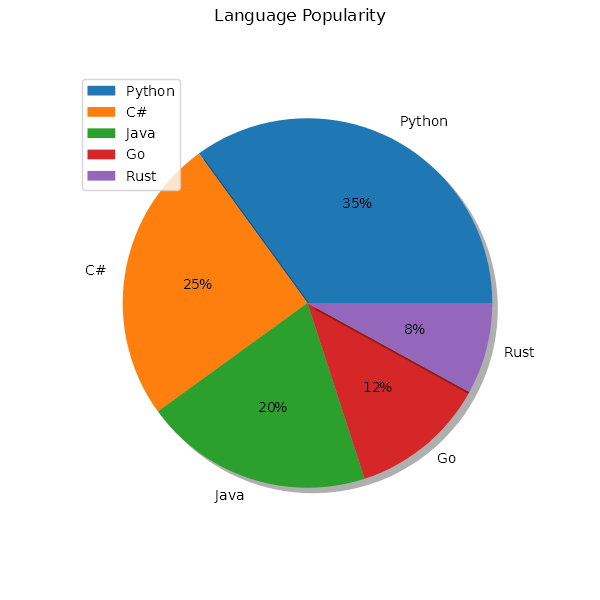 Language Popularity
Python
C#
Java
Go
Rust
Python
35%
C#
25%
8%
Rust
12%
20%
Go
Java